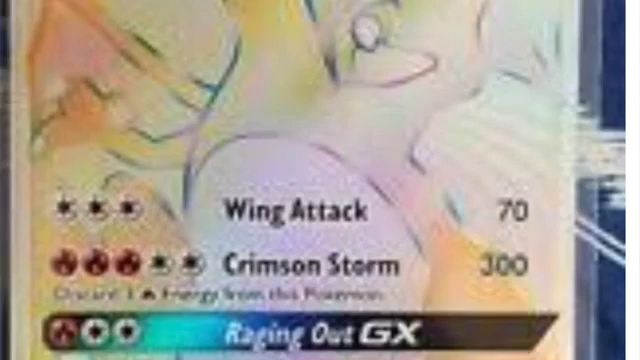 Wing Attack 70
Crimson Storm 300
Discard 3 Energy from this Pokémon.
Raging Out GX